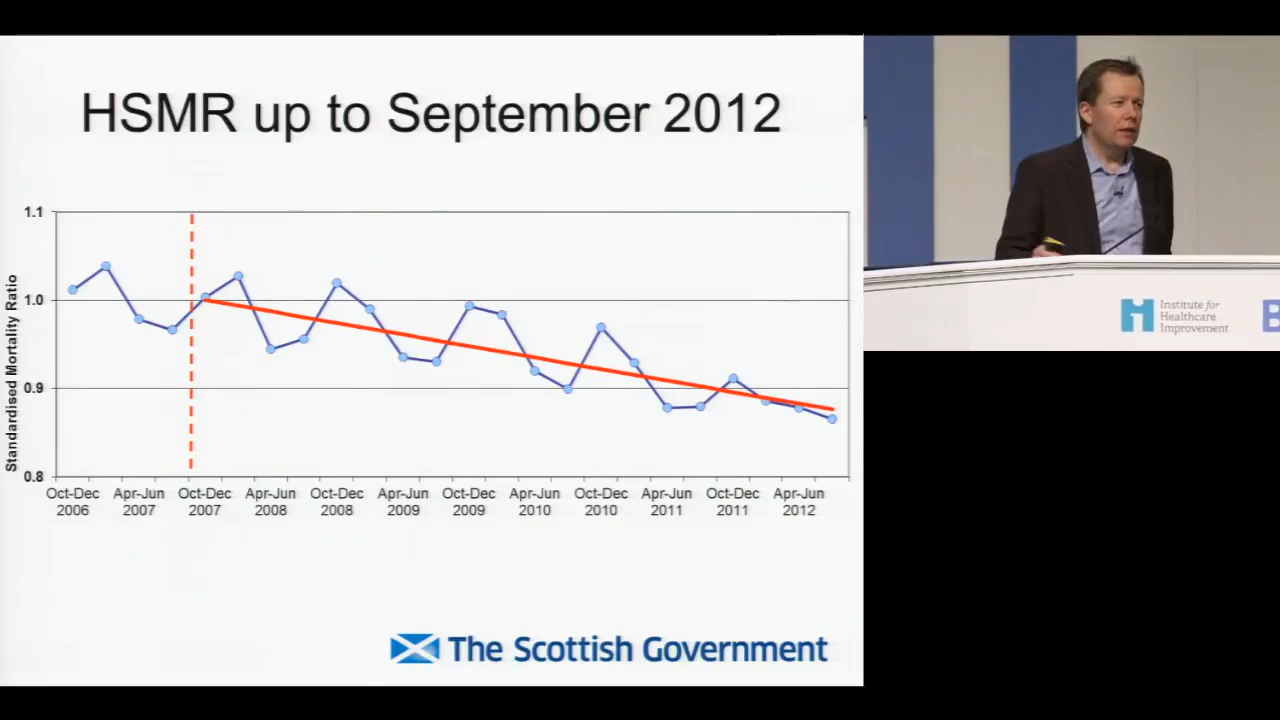 HSMR up to September 2012
1.1
1.0
0.9
0.8
Standardised Mortality Ratio
Oct-Dec 2006
Apr-Jun 2007
Oct-Dec 2007
Apr-Jun 2008
Oct-Dec 2008
Apr-Jun 2009
Oct-Dec 2009
Apr-Jun 2010
Oct-Dec 2010
Apr-Jun 2011
Oct-Dec 2011
Apr-Jun 2012
The Scottish Government
Institute for
Healthcare
Improvement